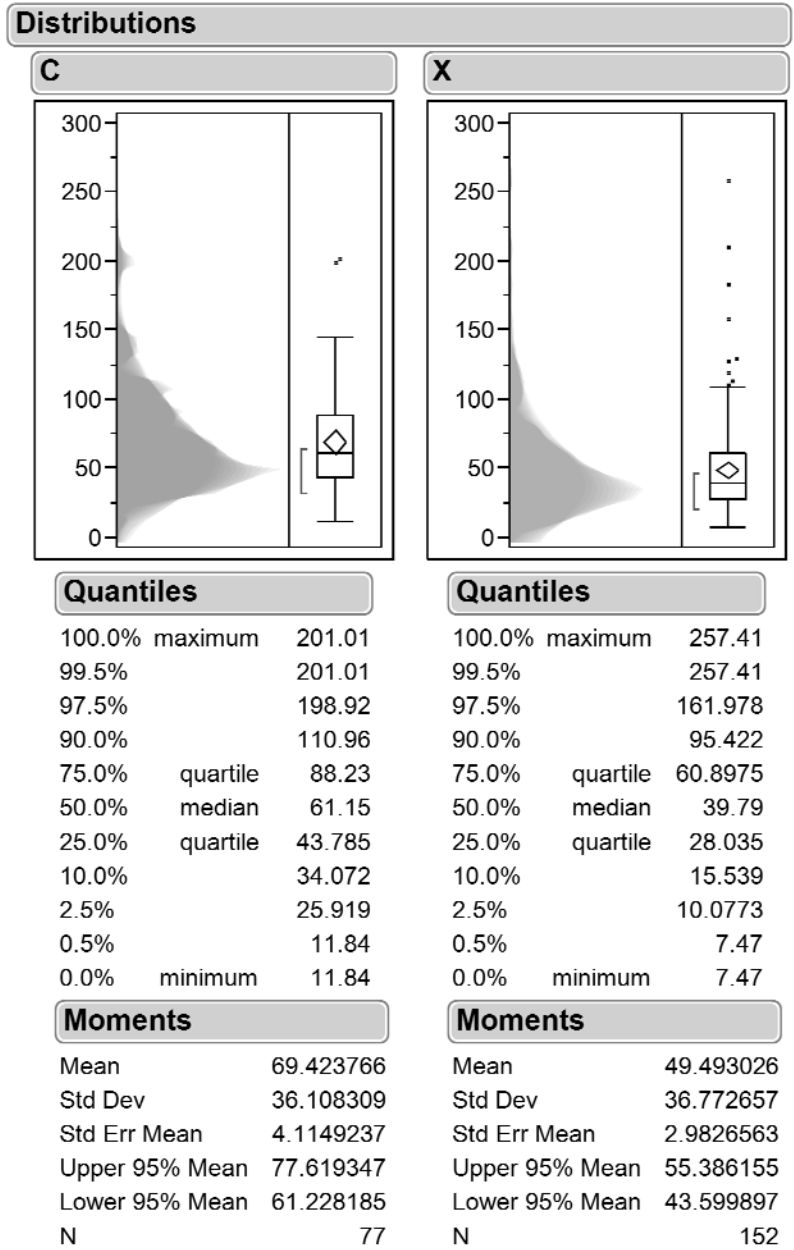 Distributions
C
300
250
200
150
100
50
0
Quantiles
100.0% maximum 201.01
99.5% 201.01
97.5% 198.92
90.0% 110.96
75.0% quartile 88.23
50.0% median 61.15
25.0% quartile 43.785
10.0% 34.072
2.5% 25.919
0.5% 11.84
0.0% minimum 11.84
Moments
Mean 69.423766
Std Dev 36.108309
Std Err Mean 4.1149237
Upper 95% Mean 77.619347
Lower 95% Mean 61.228185
N 77
X
300
250
200
150
100
50
0
Quantiles
100.0% maximum 257.41
99.5% 257.41
97.5% 161.978
90.0% 95.422
75.0% quartile 60.8975
50.0% median 39.79
25.0% quartile 28.035
10.0% 15.539
2.5% 10.0773
0.5% 7.47
0.0% minimum 7.47
Moments
Mean 49.493026
Std Dev 36.772657
Std Err Mean 2.9826563
Upper 95% Mean 55.386155
Lower 95% Mean 43.599897
N 152